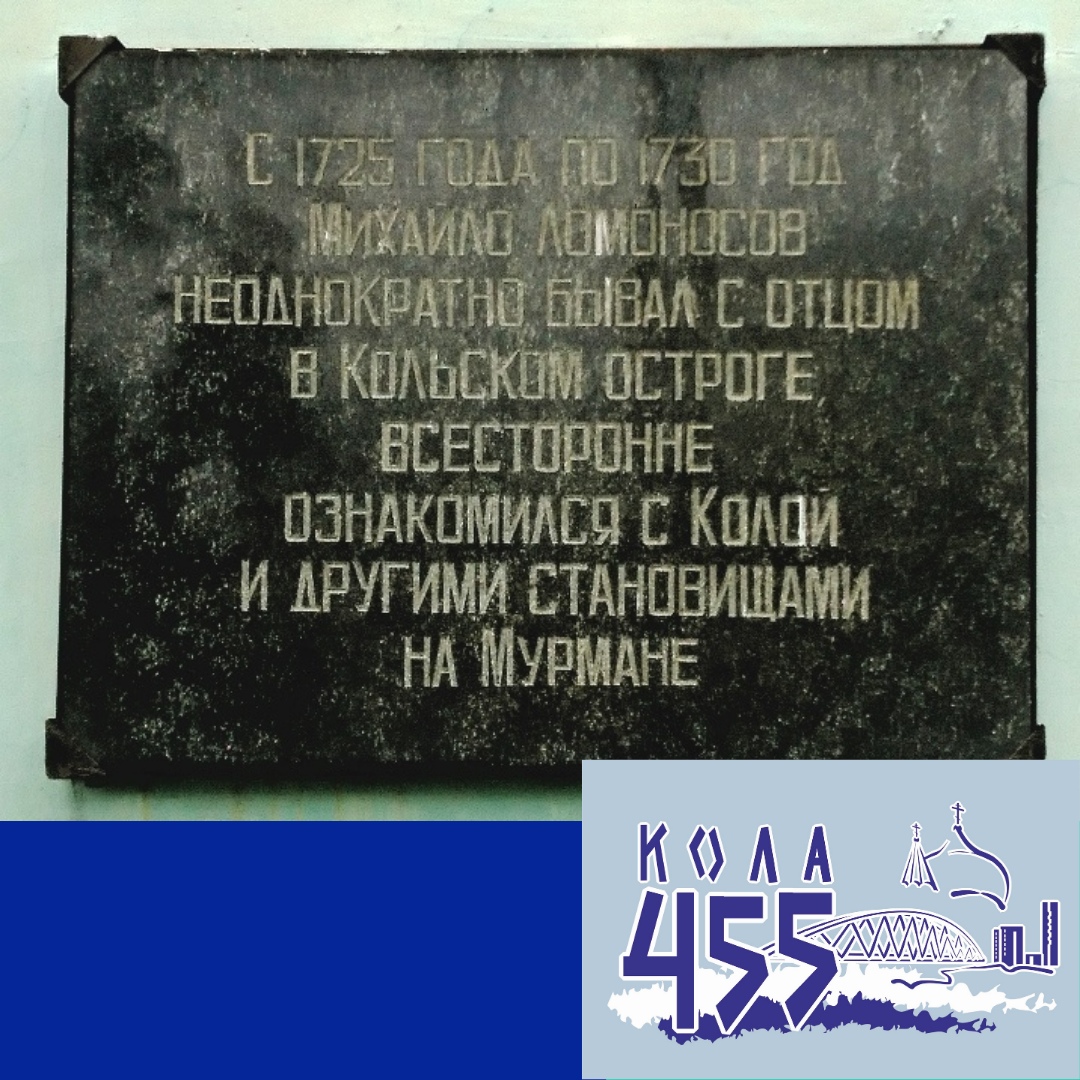 С 1725 ГОДА ПО 1730 ГОД
МИХАЙЛО ЛОМОНОСОВ
НЕОДНОКРАТНО БЫВАЛ С ОТЦОМ
В КОЛЬСКОМ ОСТРОГЕ,
ВСЕСТОРОННЕ
ОЗНАКОМИЛСЯ С КОЛОЙ
И ДРУГИМИ СТАНОВИЩАМИ
НА МУРМАНЕ
КОЛА
455